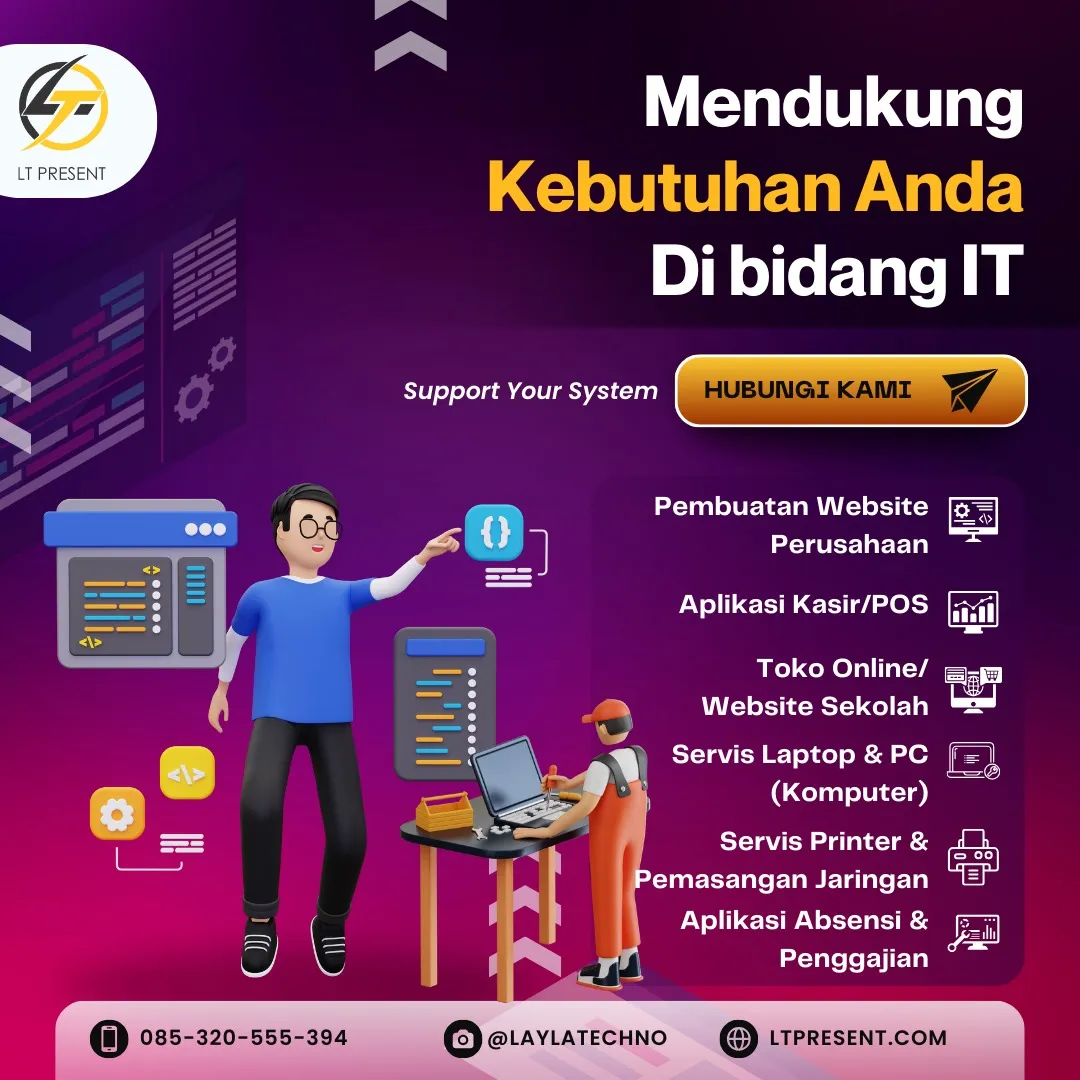 LT PRESENT
Mendukung
Kebutuhan Anda
Di bidang IT
Support Your System
HUBUNGI KAMI
Pembuatan Website
Perusahaan
Aplikasi Kasir/POS
Toko Online/
Website Sekolah
Servis Laptop & PC
(Komputer)
Servis Printer &
Pemasangan Jaringan
Aplikasi Absensi &
Penggajian
085-320-555-394
@LAYLATECHNO
LTPRESENT.COM